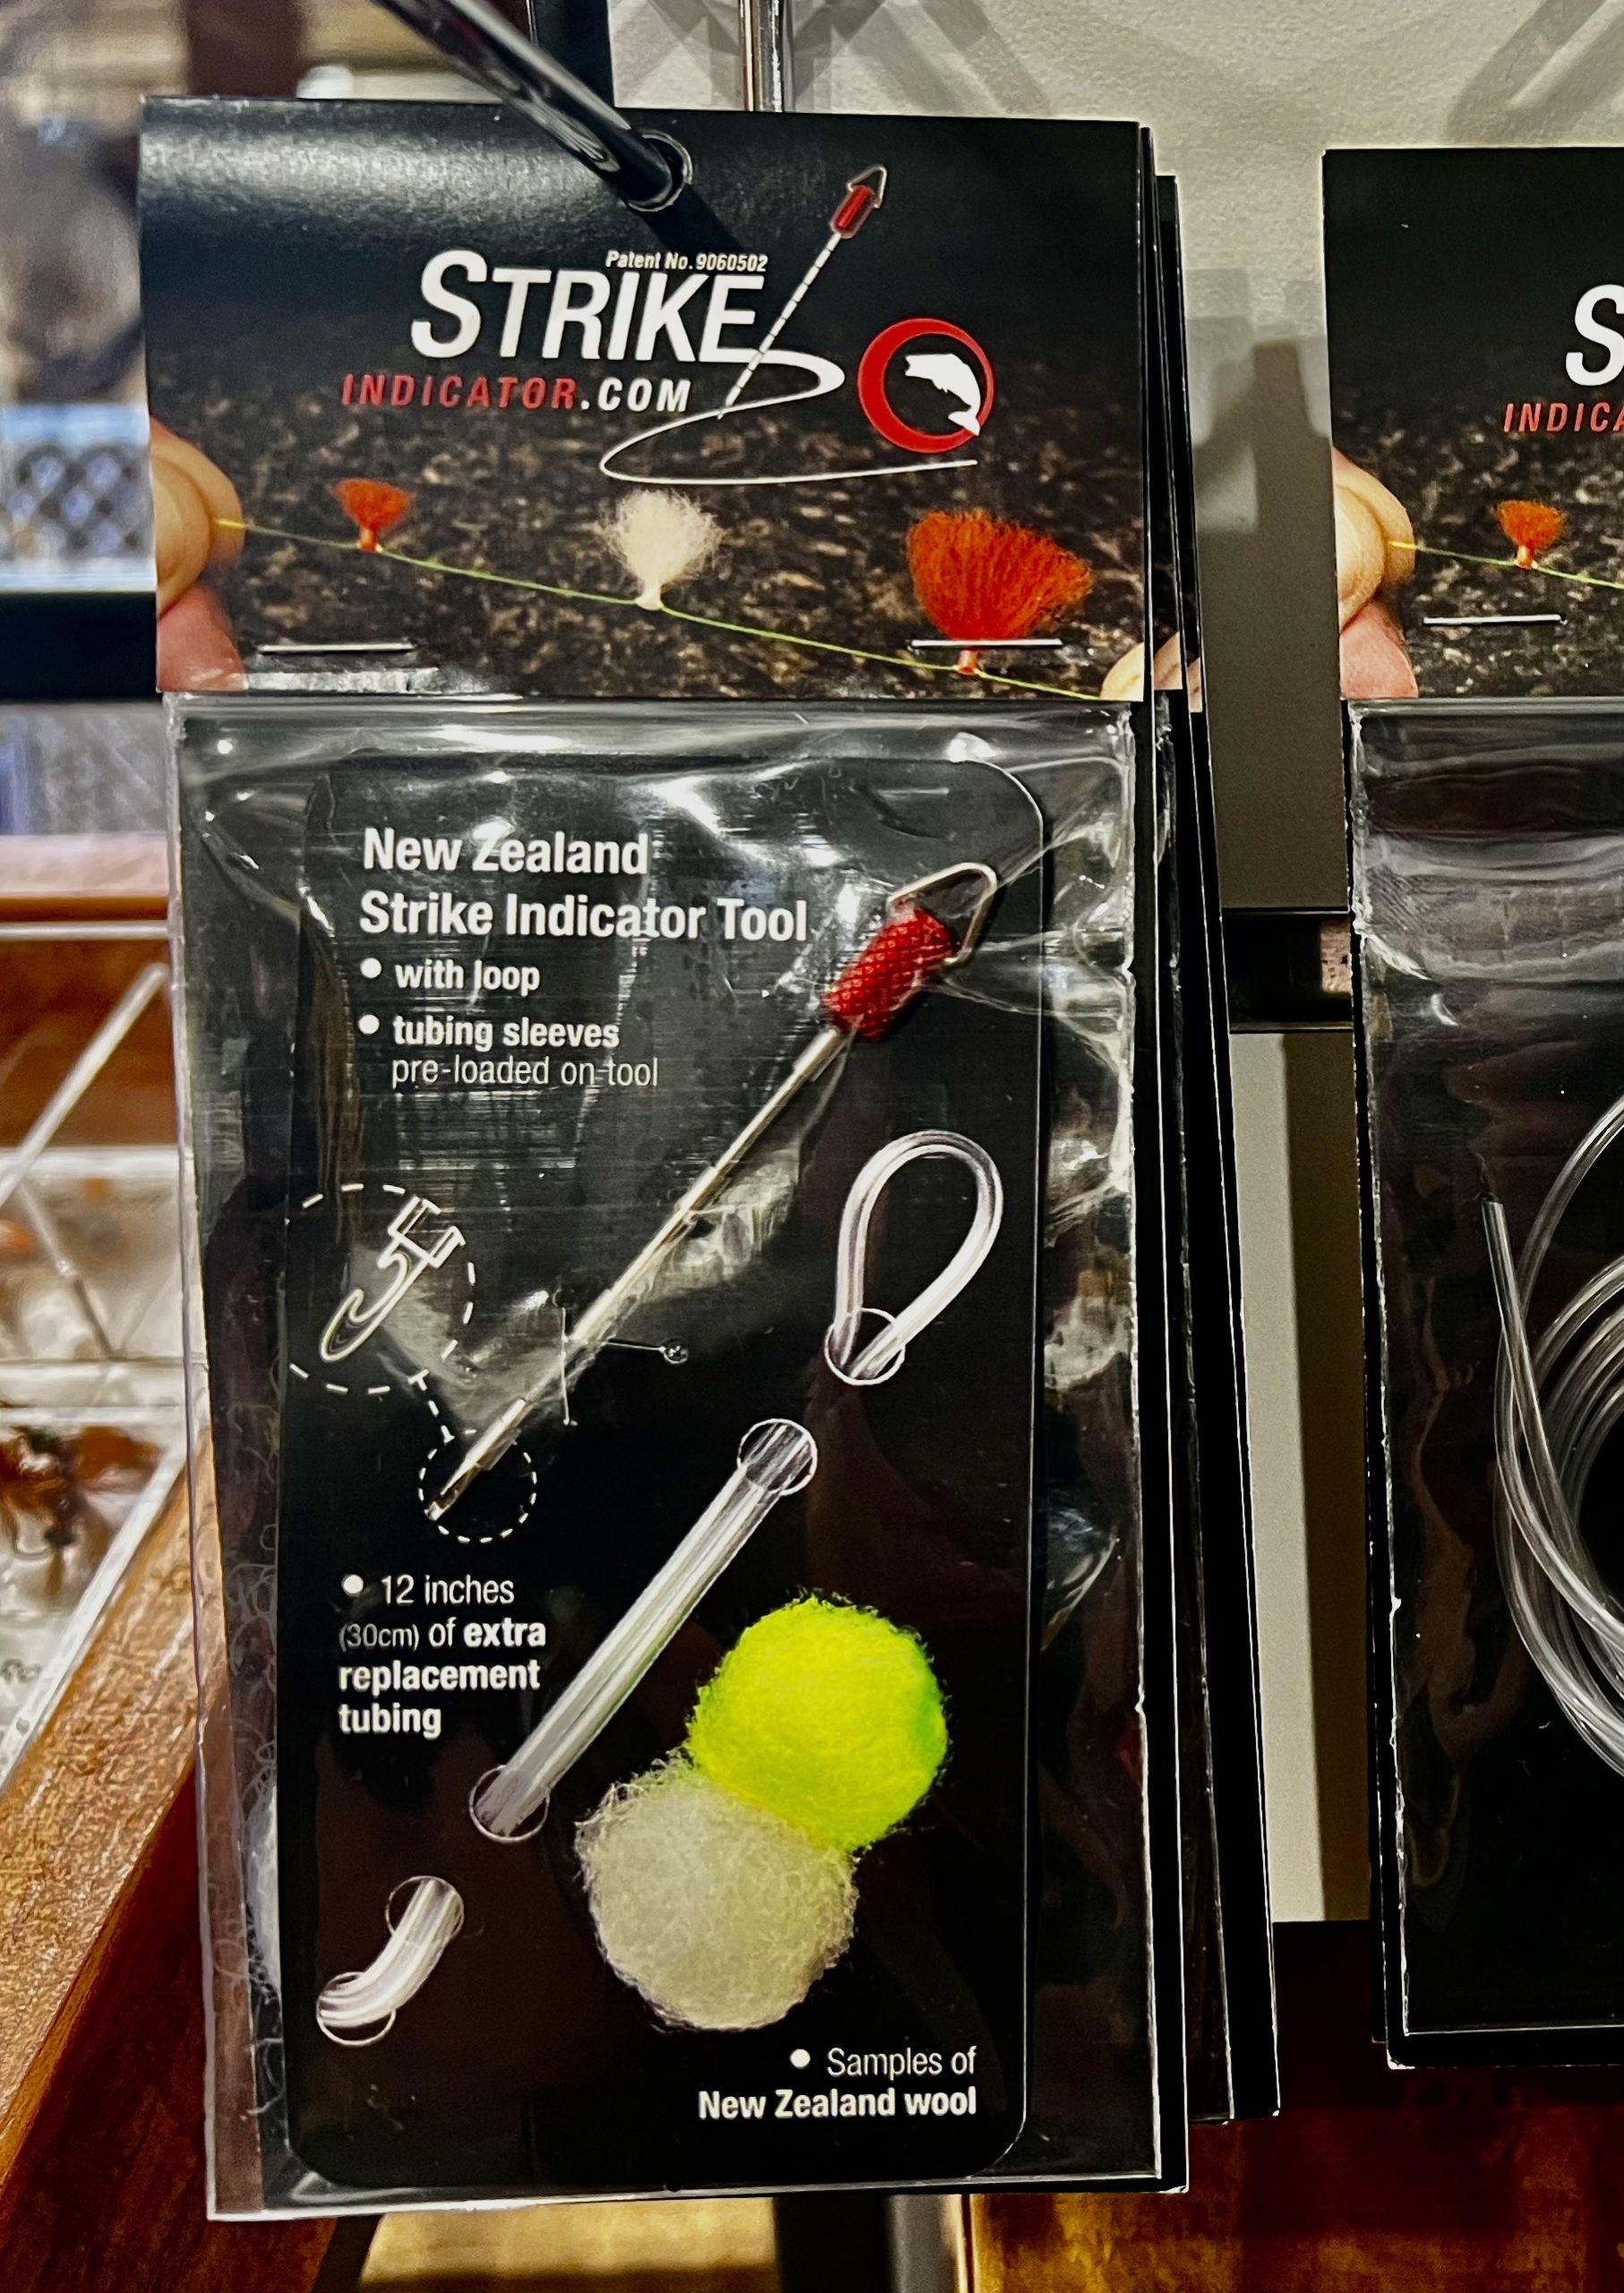 Patent No. 9060502
STRIKE
INDICATOR.COM
New Zealand
Strike Indicator Tool
• with loop
• tubing sleeves
pre-loaded on tool
• 12 inches
(30cm) of extra
replacement
tubing
• Samples of
New Zealand wool
S
INDICA